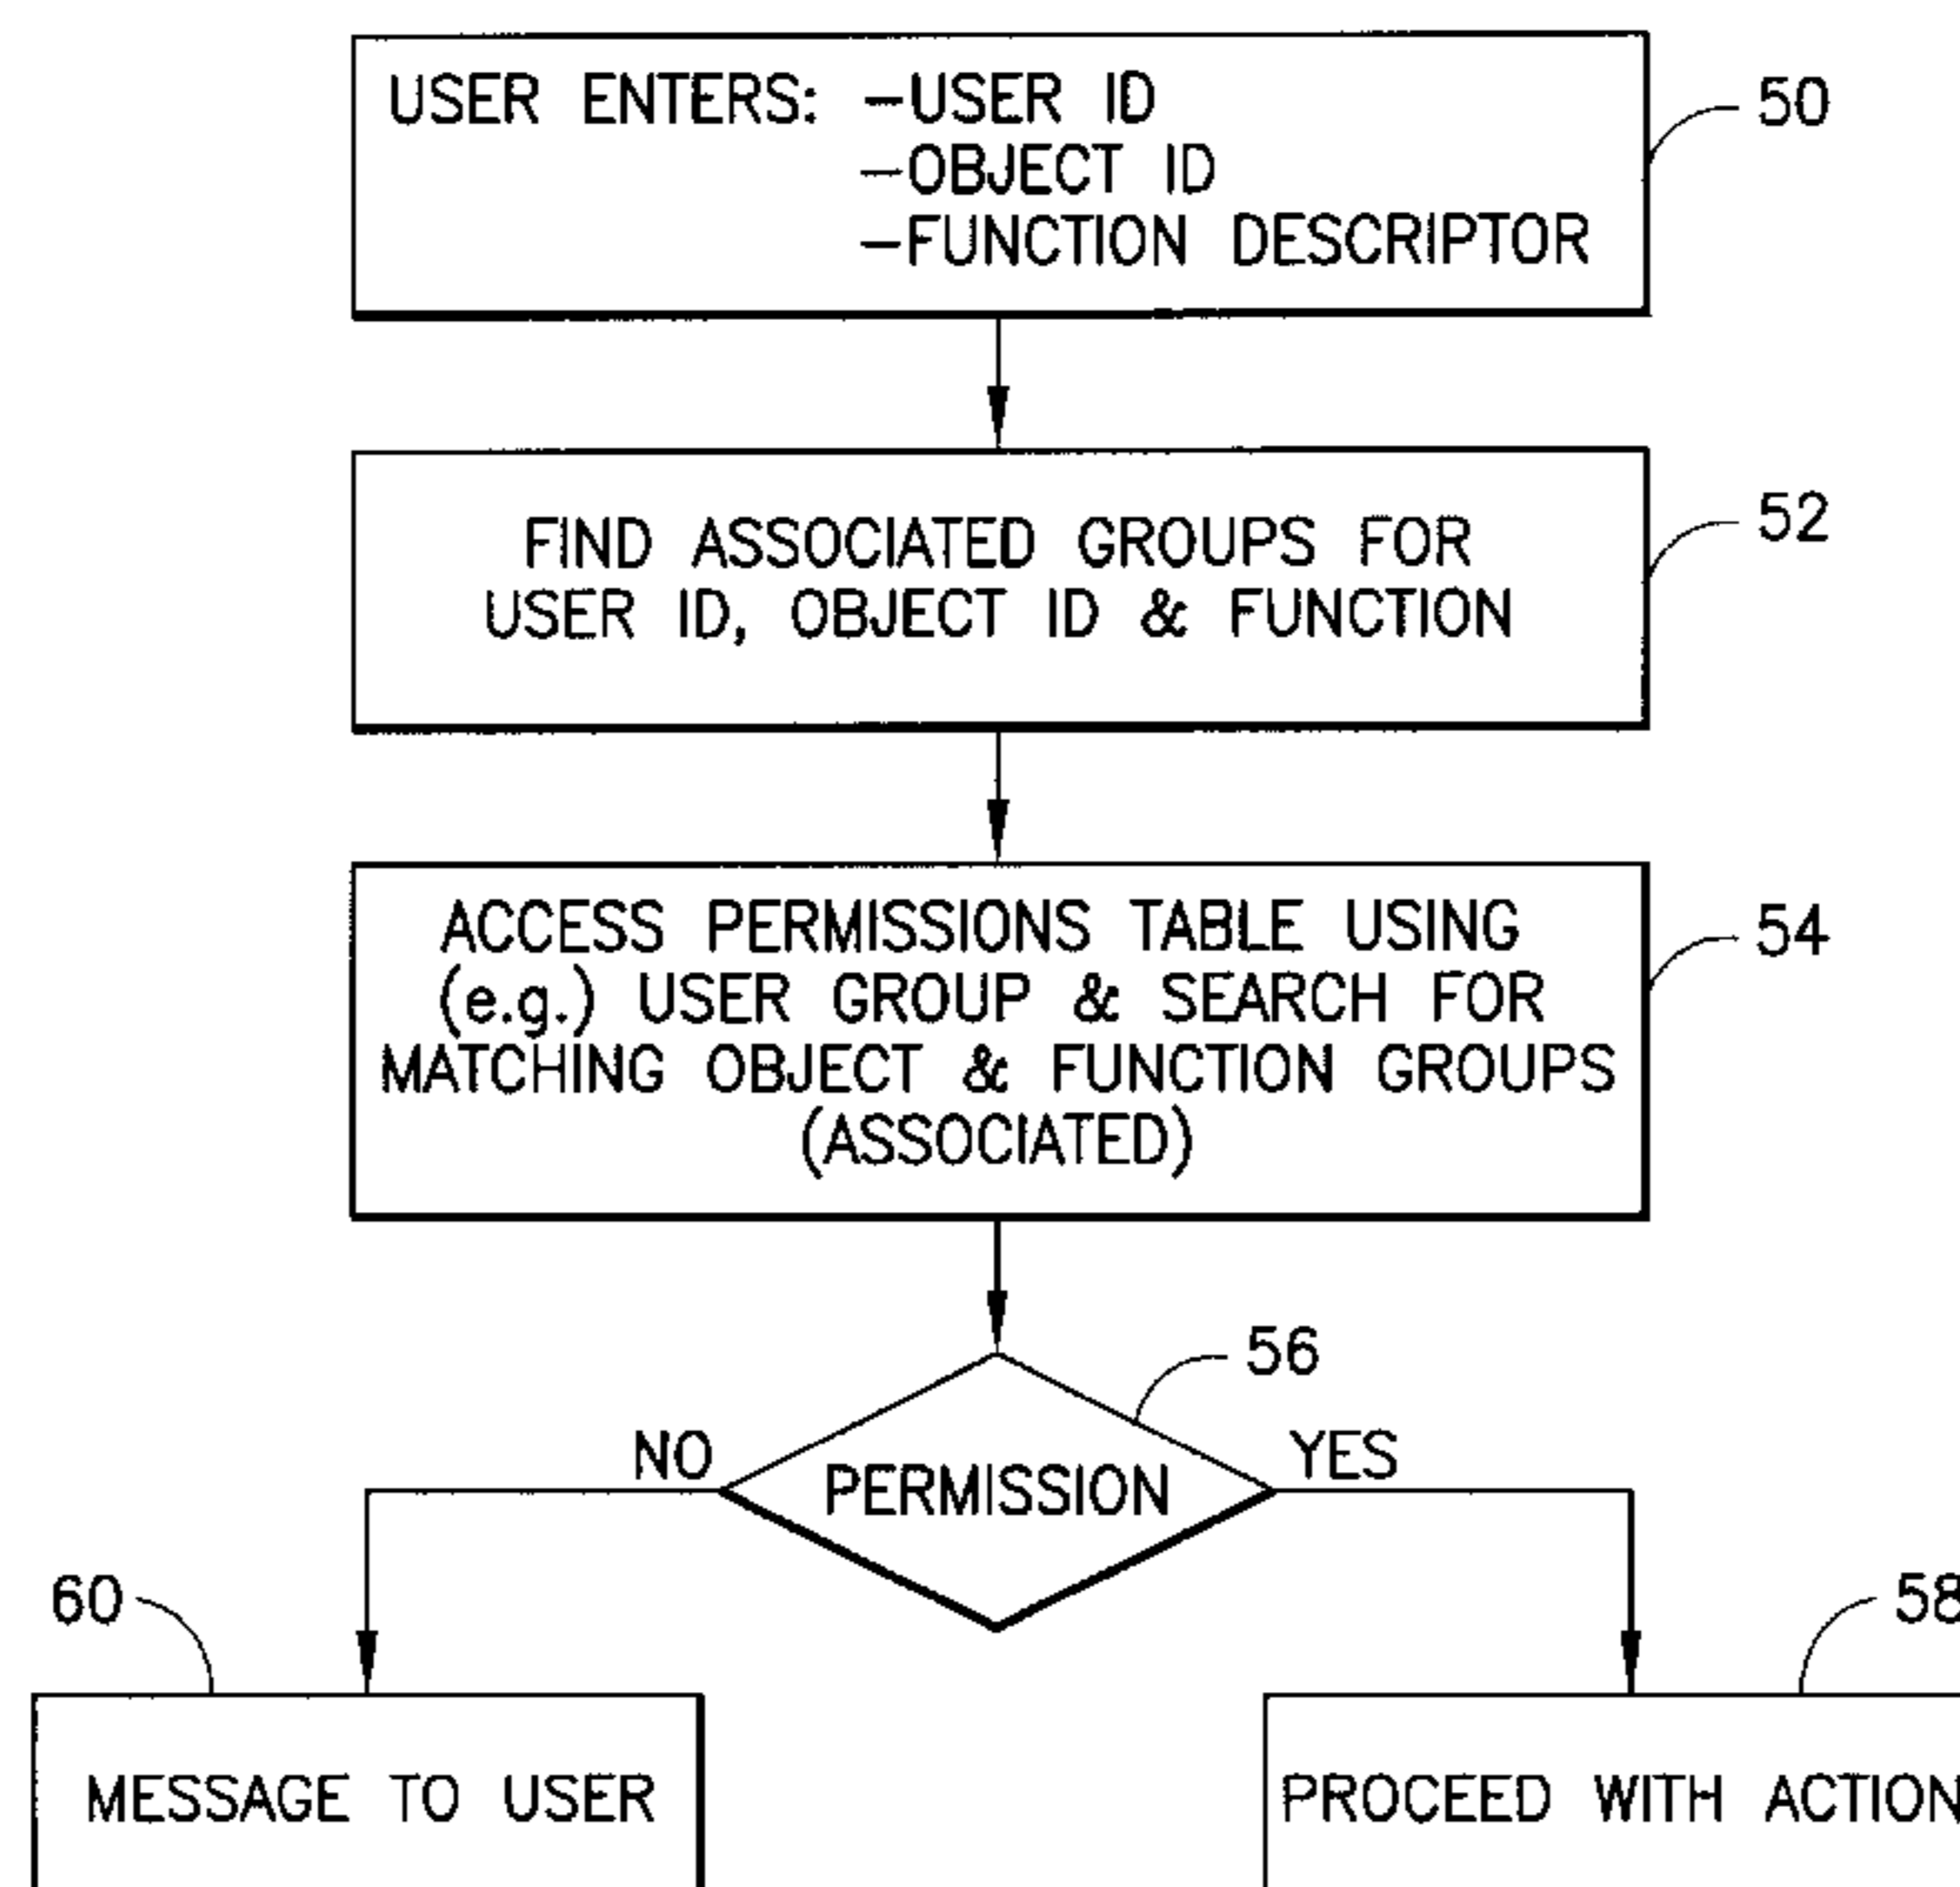 USER ENTERS: -USER ID
-OBJECT ID
-FUNCTION DESCRIPTOR
50
FIND ASSOCIATED GROUPS FOR
USER ID, OBJECT ID & FUNCTION
52
ACCESS PERMISSIONS TABLE USING
(e.g.) USER GROUP & SEARCH FOR
MATCHING OBJECT & FUNCTION GROUPS
(ASSOCIATED)
54
56
NO
PERMISSION
YES
60
58
MESSAGE TO USER
PROCEED WITH ACTION